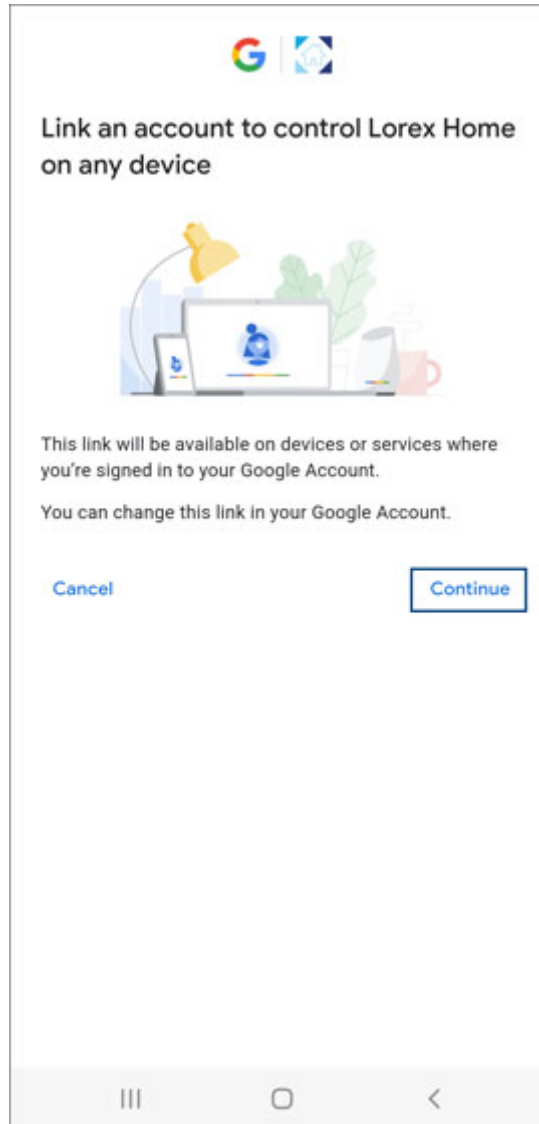 Link an account to control Lorex Home
on any device
This link will be available on devices or services where
you're signed in to your Google Account.
You can change this link in your Google Account.
Cancel
Continue